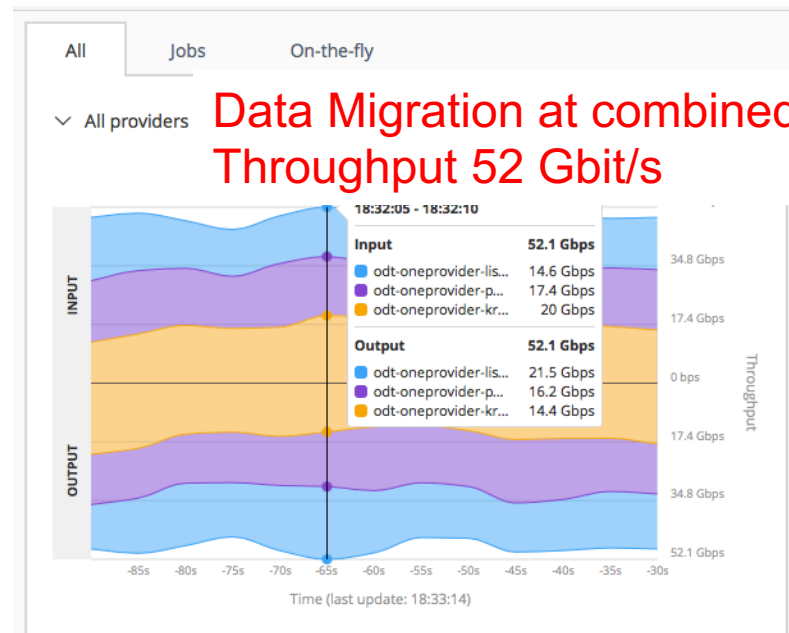 All
Jobs
On-the-fly
All providers
Data Migration at combined
Throughput 52 Gbit/s
18:32:05 - 18:32:10
Input 52.1 Gbps
odt-oneprovider-lis... 14.6 Gbps
odt-oneprovider-p... 17.4 Gbps
odt-oneprovider-kr... 20 Gbps
Output 52.1 Gbps
odt-oneprovider-lis... 21.5 Gbps
odt-oneprovider-p... 16.2 Gbps
odt-oneprovider-kr... 14.4 Gbps
INPUT
OUTPUT
34.8 Gbps
17.4 Gbps
0 bps
17.4 Gbps
34.8 Gbps
52.1 Gbps
Throughput
-85s -80s -75s -70s -65s -60s -55s -50s -45s -40s -35s -30s
Time (last update: 18:33:14)